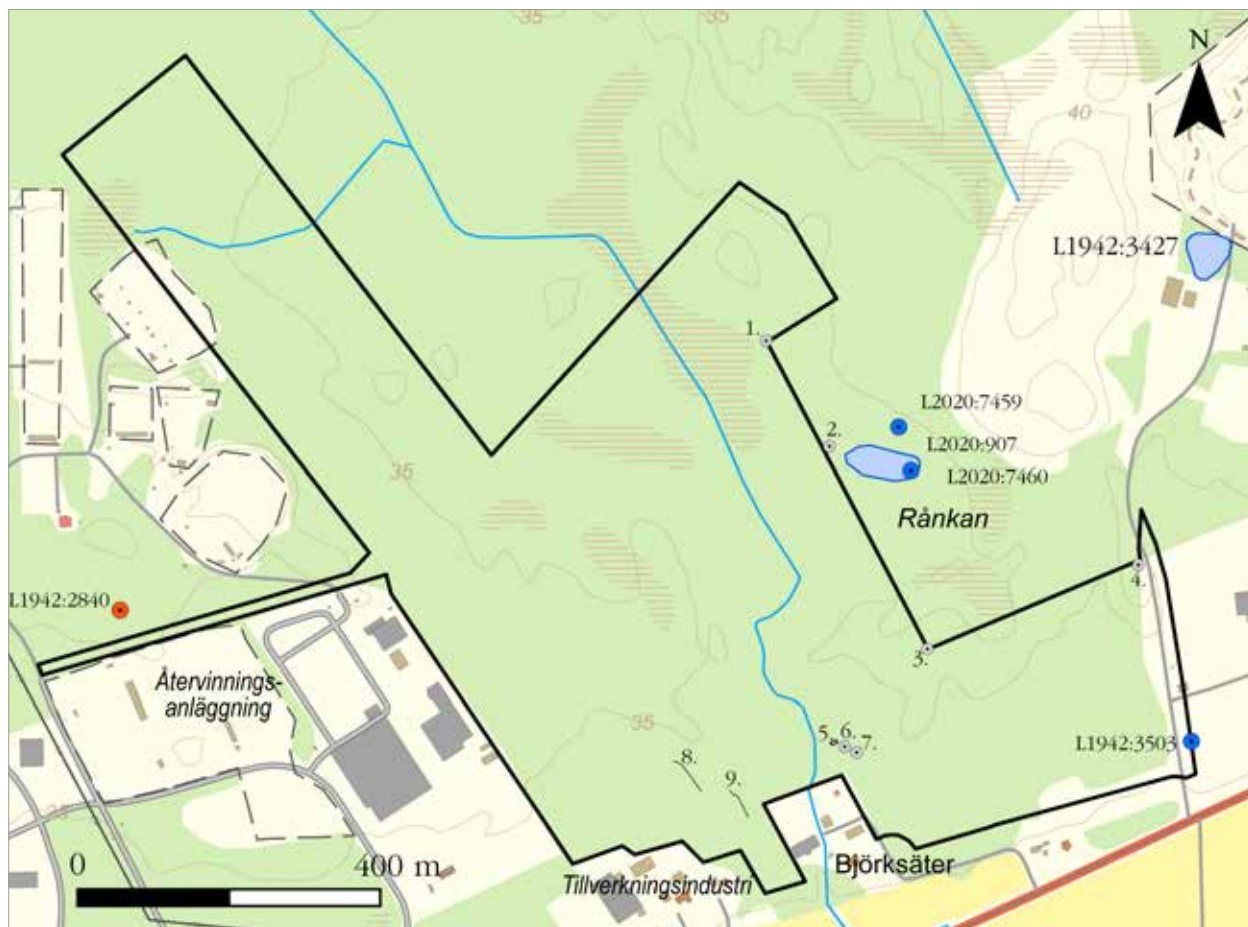 35
35
N
40
L1942:3427
1.
L2020:7459
2.
L2020:907
35
L2020:7460
Rånkan
4.
L1942:2840
3.
Återvinnings-
anläggning
35
5.
6.
7.
L1942:3503
8.
9.
0
400 m
Björksäter
Tillverkningsindustri